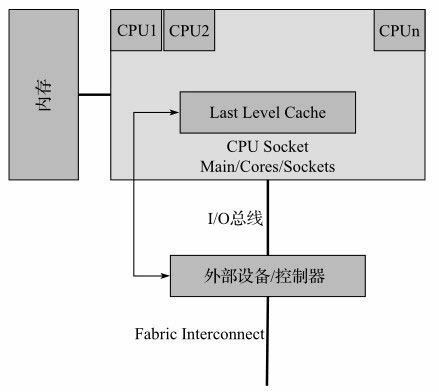 CPU1
CPU2
CPUn
内存
Last Level Cache
CPU Socket
Main/Cores/Sockets
I/O总线
外部设备/控制器
Fabric Interconnect